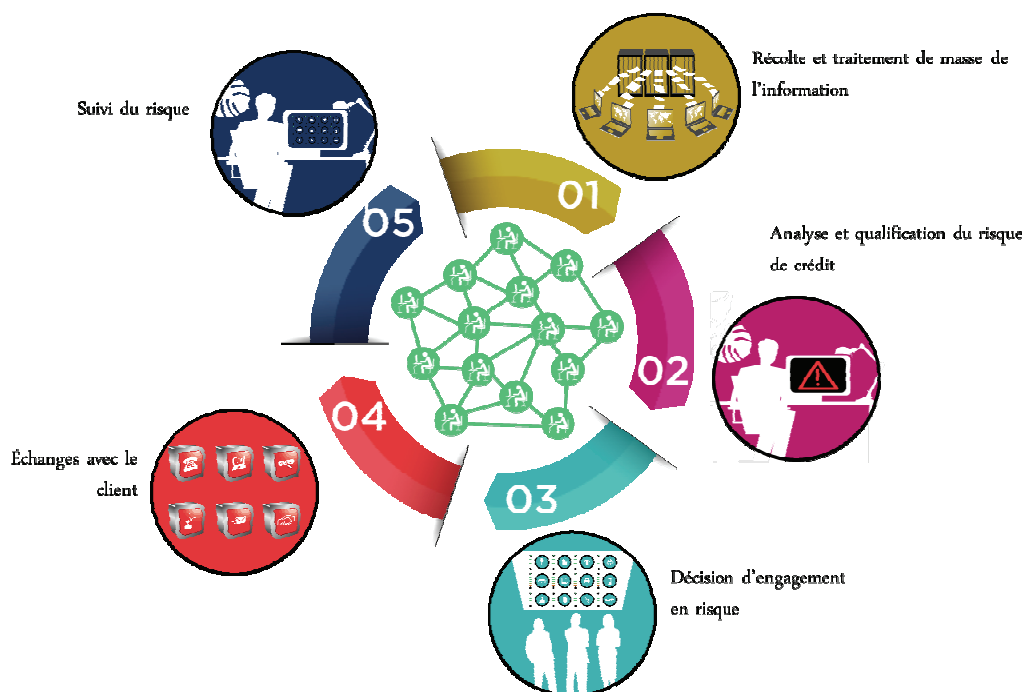 01
Récolte et traitement de masse de
l'information
02
Analyse et qualification du risque
de crédit
03
Décision d'engagement
en risque
04
Échanges avec le
client
05
Suivi du risque